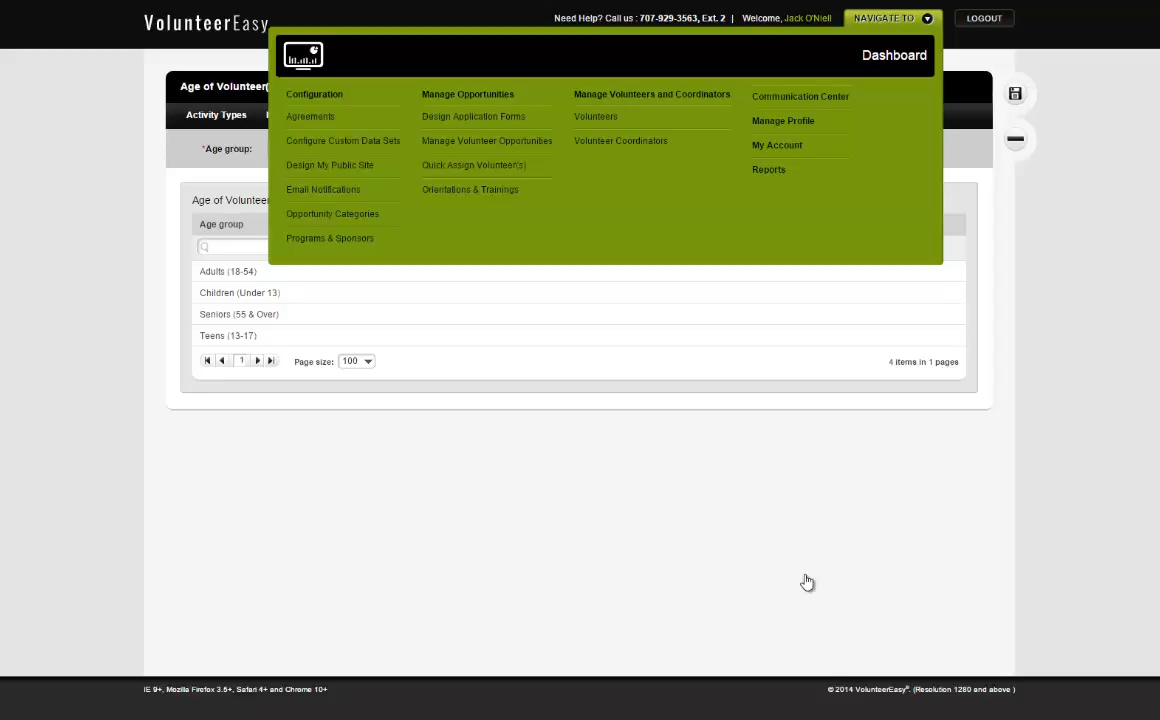 VolunteerEasy
Need Help? Call us : 707-929-3563, Ext. 2 | Welcome, Jack O'Niell
NAVIGATE TO
LOGOUT
Dashboard
Configuration
Agreements
Configure Custom Data Sets
Design My Public Site
Email Notifications
Opportunity Categories
Programs & Sponsors
Manage Opportunities
Design Application Forms
Manage Volunteer Opportunities
Quick Assign Volunteer(s)
Orientations & Trainings
Manage Volunteers and Coordinators
Volunteers
Volunteer Coordinators
Communication Center
Manage Profile
My Account
Reports
Age of Volunteer(
Activity Types
*Age group:
Age of Voluntee
Age group
Adults (18-54)
Children (Under 13)
Seniors (55 & Over)
Teens (13-17)
1 Page size: 100 4 items in 1 pages
IE 9+, Mozilla Firefox 3.5+, Safari 4+ and Chrome 10+
© 2014 VolunteerEasy®. (Resolution 1280 and above )